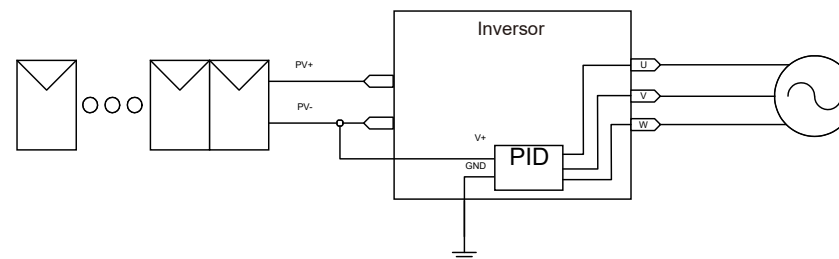 Inversor
PV+
U
PV-
V
W
V+
PID
GND